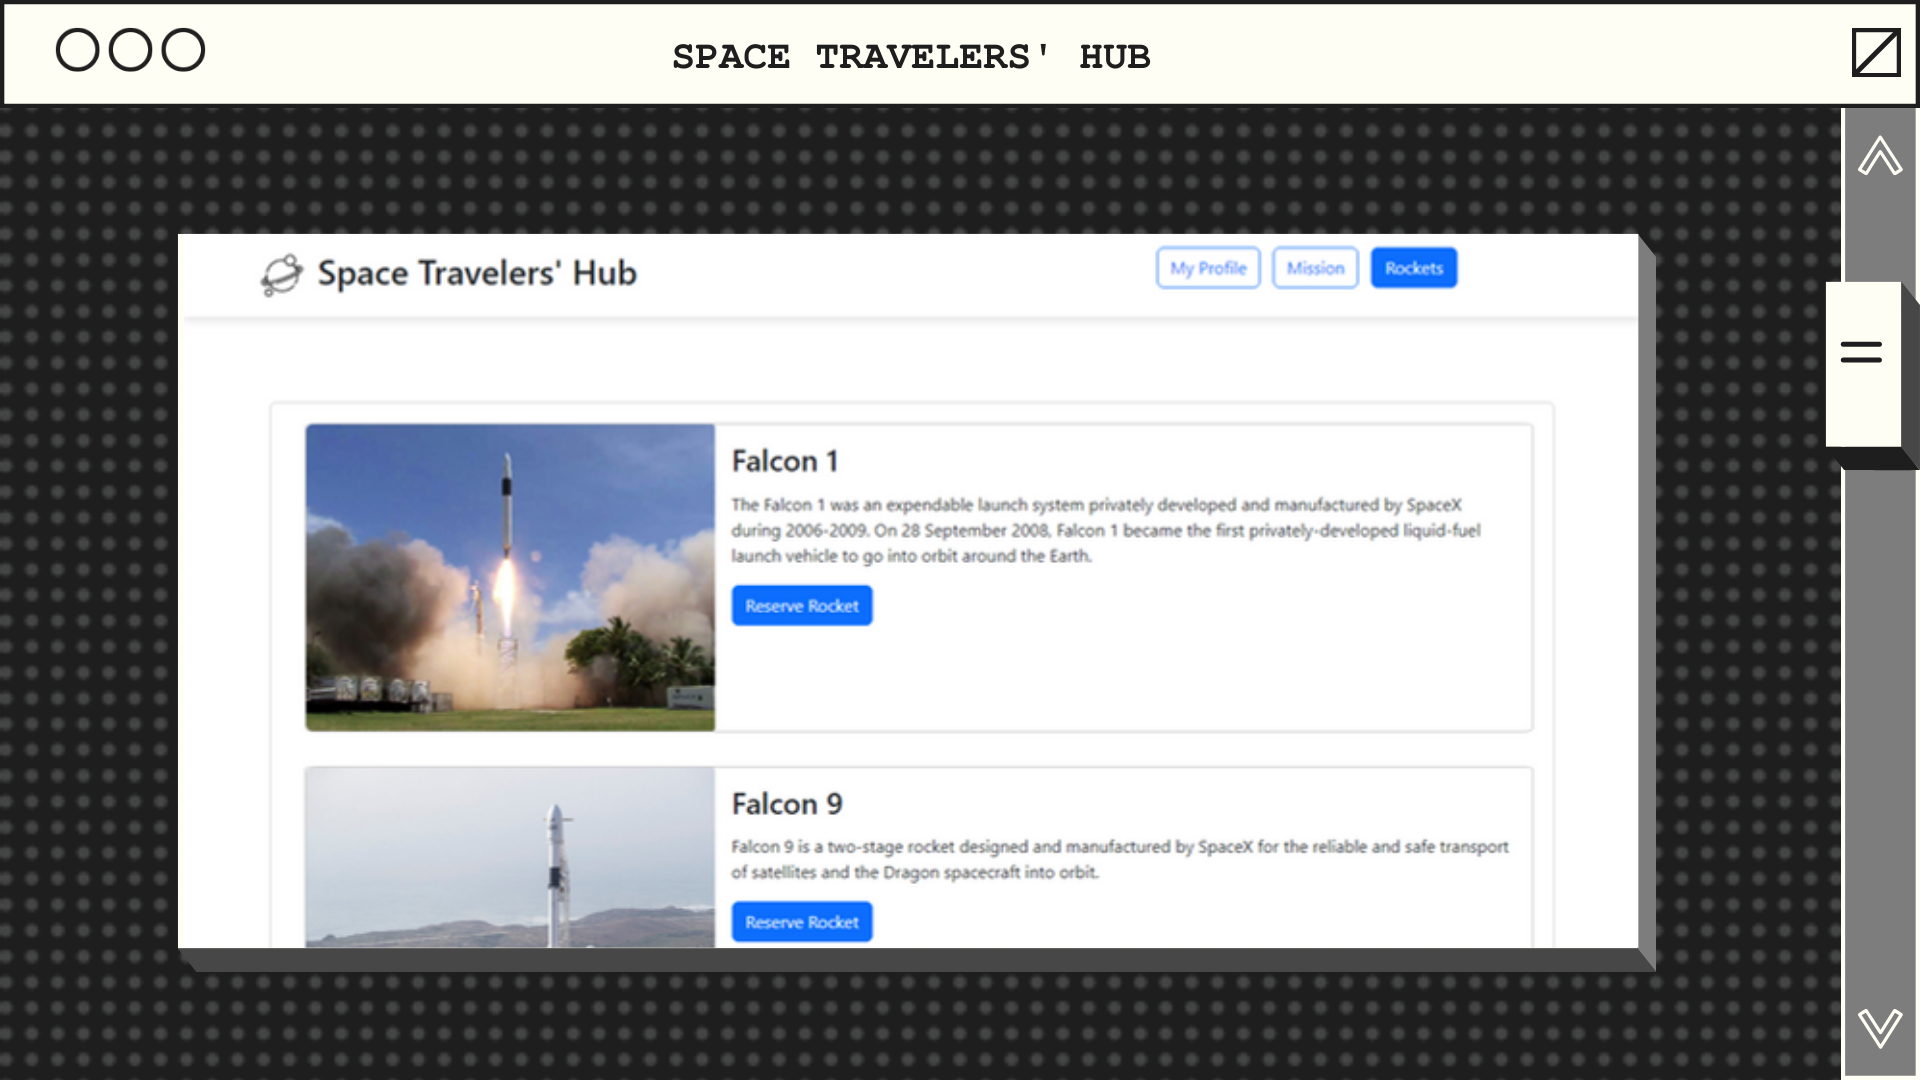 SPACE TRAVELERS' HUB
Space Travelers' Hub
My Profile
Mission
Rockets
Falcon 1
The Falcon 1 was an expendable launch system privately developed and manufactured by SpaceX
during 2006-2009. On 28 September 2008, Falcon 1 became the first privately-developed liquid-fuel
launch vehicle to go into orbit around the Earth.
Reserve Rocket
Falcon 9
Falcon 9 is a two-stage rocket designed and manufactured by SpaceX for the reliable and safe transport
of satellites and the Dragon spacecraft into orbit.
Reserve Rocket